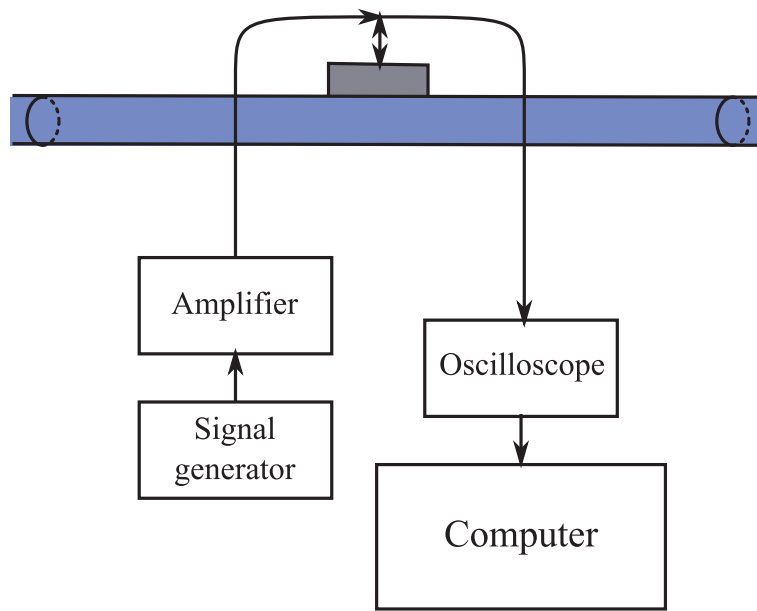 Amplifier
Oscilloscope
Signal
generator
Computer